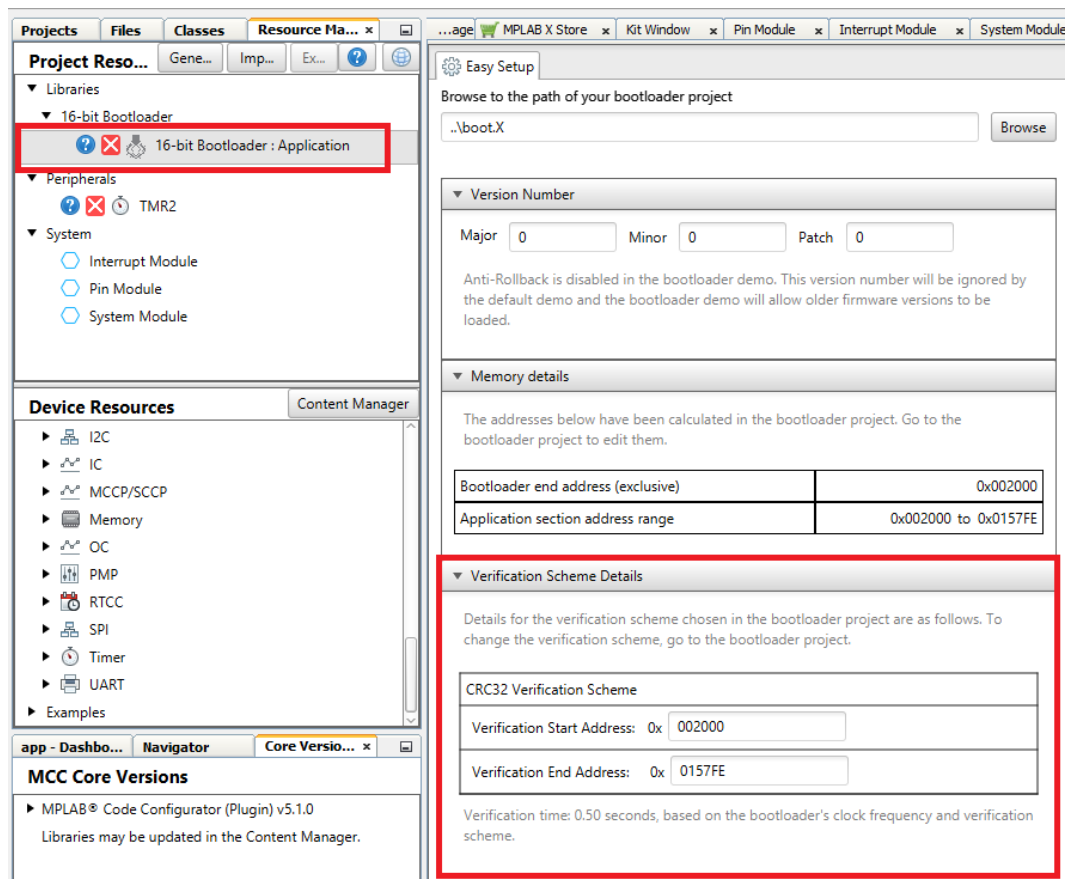 Projects
Files
Classes
Resource Ma... ×
Project Reso...
Gene...
Imp...
Ex...
?
Libraries
16-bit Bootloader
? 16-bit Bootloader : Application
Peripherals
? TMR2
System
Interrupt Module
Pin Module
System Module
Device Resources
Content Manager
I2C
IC
MCCP/SCCP
Memory
OC
PMP
RTCC
SPI
Timer
UART
Examples
app - Dashbo...
Navigator
Core Versio... ×
MCC Core Versions
MPLAB® Code Configurator (Plugin) v5.1.0
Libraries may be updated in the Content Manager.
...age
MPLAB X Store ×
Kit Window ×
Pin Module ×
Interrupt Module ×
System Module
Easy Setup
Browse to the path of your bootloader project
..\boot.X
Browse
Version Number
Major 0 Minor 0 Patch 0
Anti-Rollback is disabled in the bootloader demo. This version number will be ignored by
the default demo and the bootloader demo will allow older firmware versions to be
loaded.
Memory details
The addresses below have been calculated in the bootloader project. Go to the
bootloader project to edit them.
Bootloader end address (exclusive) 0x002000
Application section address range 0x002000 to 0x0157FE
Verification Scheme Details
Details for the verification scheme chosen in the bootloader project are as follows. To
change the verification scheme, go to the bootloader project.
CRC32 Verification Scheme
Verification Start Address: 0x 002000
Verification End Address: 0x 0157FE
Verification time: 0.50 seconds, based on the bootloader's clock frequency and verification
scheme.